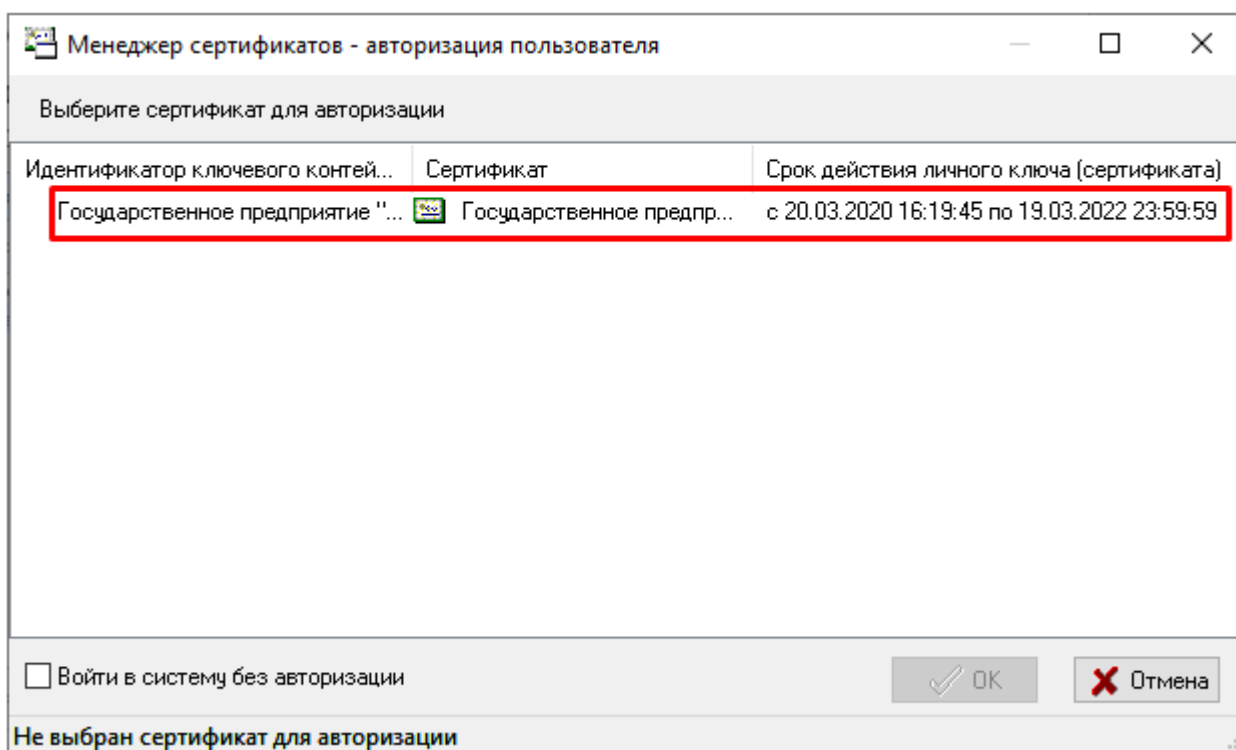 Менеджер сертификатов - авторизация пользователя
Выберите сертификат для авторизации
Идентификатор ключевого контей... Сертификат Срок действия личного ключа (сертификата)
Государственное предприятие "... Государственное предпр... с 20.03.2020 16:19:45 по 19.03.2022 23:59:59
Войти в систему без авторизации OK Отмена
Не выбран сертификат для авторизации